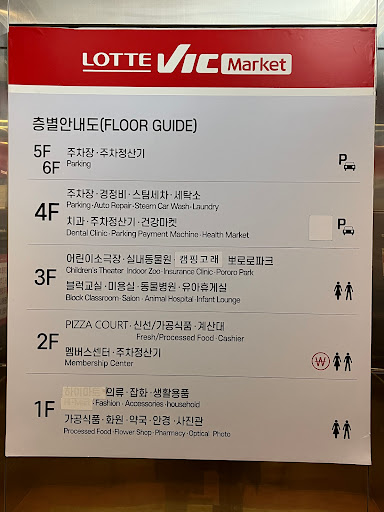 LOTTE VIC Market
층별안내도(FLOOR GUIDE)
5F 주차장·주차정산기
6F Parking
P
주차장·경정비·스팀세차·세탁소
4F Parking·Auto Repair·Steam Car Wash·Laundry
치과·주차정산기·건강마켓
Dental Clinic·Parking Payment Machine·Health Market
P
어린이소극장·실내동물원 캠핑고래 뽀로로파크
3F Children's Theater Indoor Zoo·Insurance Clinic·Pororo Park
블럭교실·미용실·동물병원·유아휴게실
Block Classroom·Salon·Animal Hospital·Infant Lounge
PIZZA COURT·신선/가공식품·계산대
2F Fresh/Processed Food·Cashier
멤버스센터·주차정산기
Membership Center
₩
의류·잡화·생활용품
1F ·Fashion·Accessories·household
가공식품·화원·약국·안경·사진관
Processed Food·Flower Shop·Pharmacy·Optical Photo